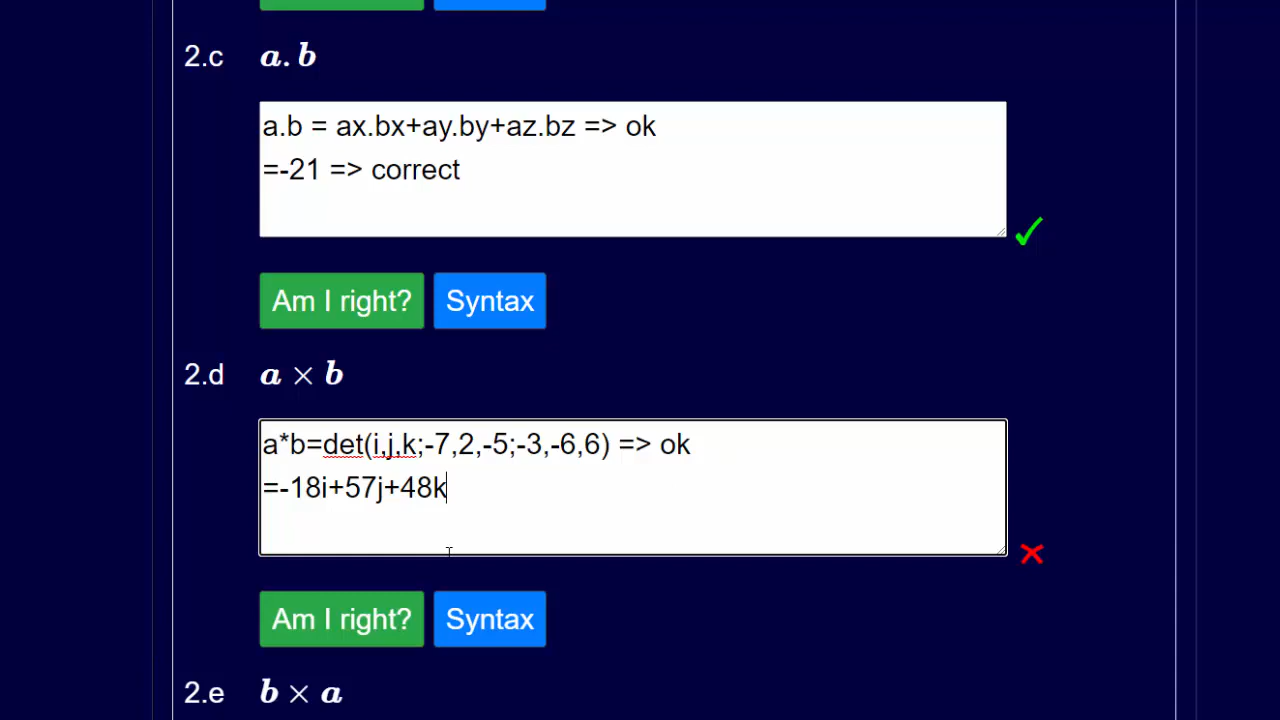 2.c a.b
a.b = ax.bx+ay.by+az.bz => ok
=-21 => correct
Am I right? Syntax
2.d a × b
a*b=det(i,j,k;-7,2,-5;-3,-6,6) => ok
=-18i+57j+48k
Am I right? Syntax
2.e b × a